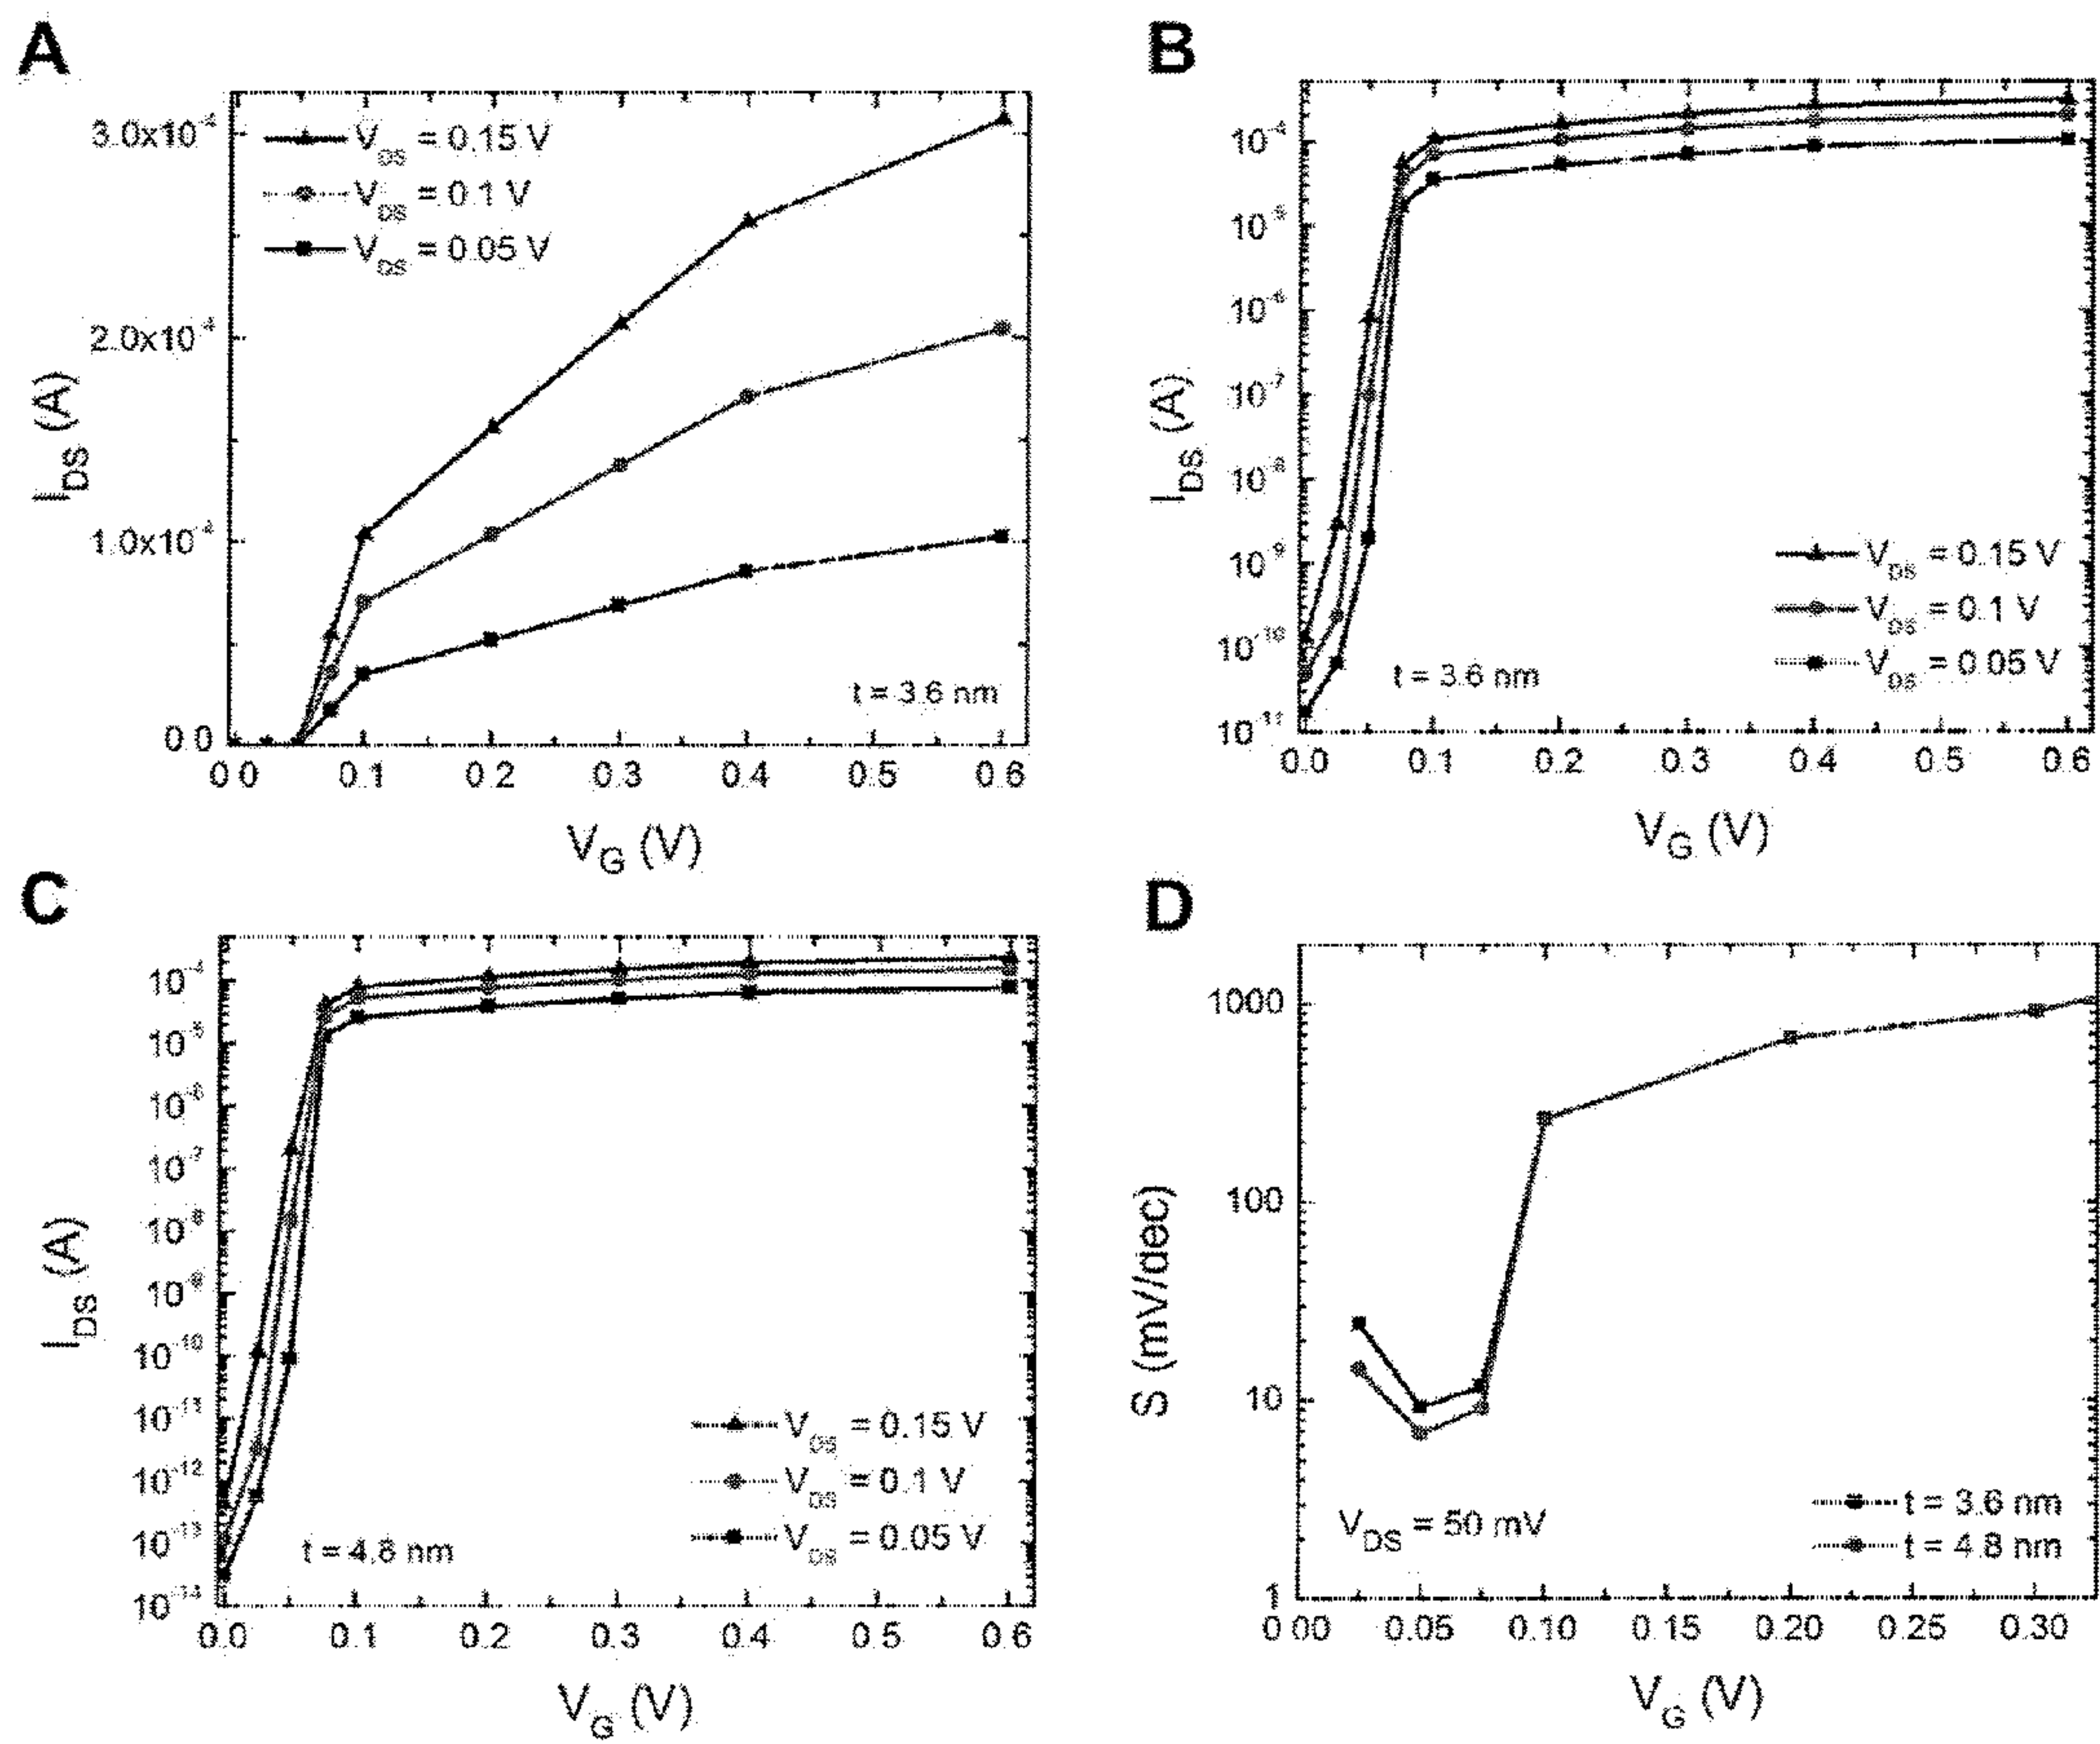 A
3.0x10⁻⁴
V_DS = 0.15 V
V_DS = 0.1 V
V_DS = 0.05 V
2.0x10⁻⁴
1.0x10⁻⁴
0.0
t = 3.6 nm
0.0 0.1 0.2 0.3 0.4 0.5 0.6
I_DS (A)
V_G (V)
B
10⁻⁴
10⁻⁵
10⁻⁶
10⁻⁷
10⁻⁸
10⁻⁹
10⁻¹⁰
10⁻¹¹
V_DS = 0.15 V
V_DS = 0.1 V
V_DS = 0.05 V
t = 3.6 nm
0.0 0.1 0.2 0.3 0.4 0.5 0.6
I_DS (A)
V_G (V)
C
10⁻⁴
10⁻⁵
10⁻⁶
10⁻⁷
10⁻⁸
10⁻⁹
10⁻¹⁰
10⁻¹¹
10⁻¹²
10⁻¹³
10⁻¹⁴
V_DS = 0.15 V
V_DS = 0.1 V
V_DS = 0.05 V
t = 4.8 nm
0.0 0.1 0.2 0.3 0.4 0.5 0.6
I_DS (A)
V_G (V)
D
1000
100
10
1
V_DS = 50 mV
t = 3.6 nm
t = 4.8 nm
0.00 0.05 0.10 0.15 0.20 0.25 0.30
S (mV/dec)
V_G (V)